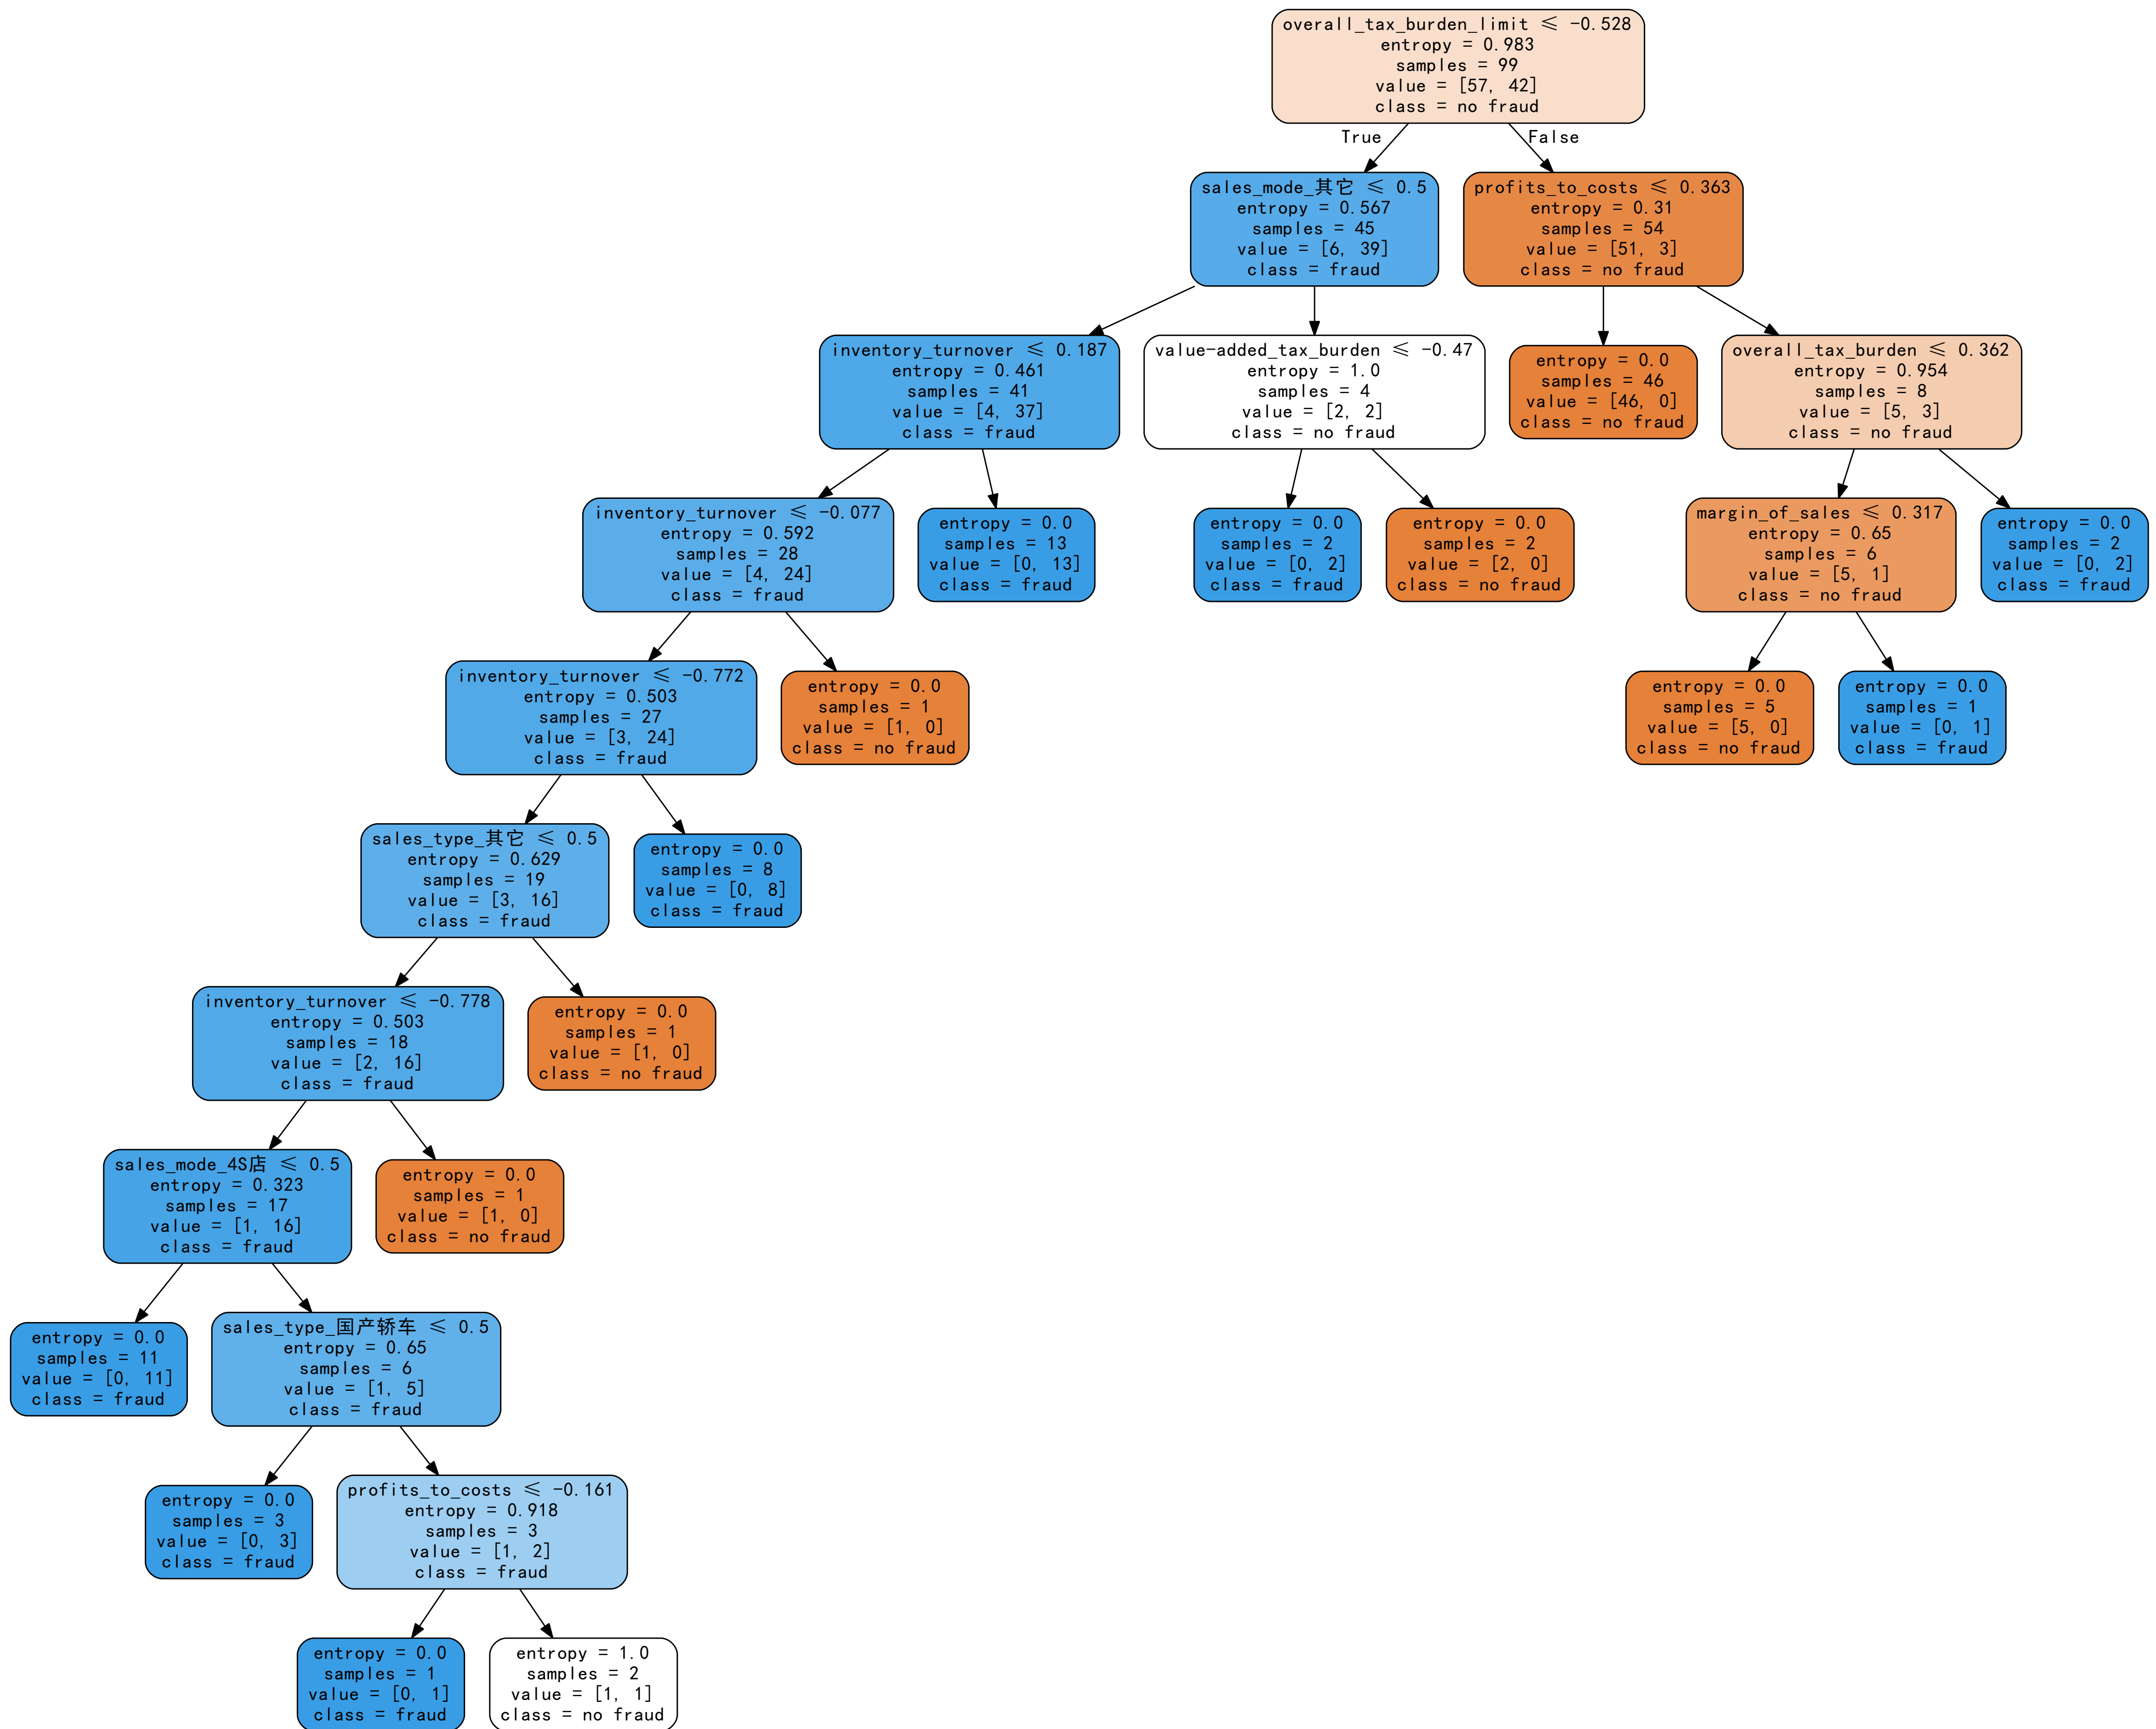 overall_tax_burden_limit ≤ -0.528
entropy = 0.983
samples = 99
value = [57, 42]
class = no fraud
True
False
sales_mode_其它 ≤ 0.5
entropy = 0.567
samples = 45
value = [6, 39]
class = fraud
profits_to_costs ≤ 0.363
entropy = 0.31
samples = 54
value = [51, 3]
class = no fraud
inventory_turnover ≤ 0.187
entropy = 0.461
samples = 41
value = [4, 37]
class = fraud
value-added_tax_burden ≤ -0.47
entropy = 1.0
samples = 4
value = [2, 2]
class = no fraud
entropy = 0.0
samples = 46
value = [46, 0]
class = no fraud
overall_tax_burden ≤ 0.362
entropy = 0.954
samples = 8
value = [5, 3]
class = no fraud
inventory_turnover ≤ -0.077
entropy = 0.592
samples = 28
value = [4, 24]
class = fraud
entropy = 0.0
samples = 13
value = [0, 13]
class = fraud
entropy = 0.0
samples = 2
value = [0, 2]
class = fraud
entropy = 0.0
samples = 2
value = [2, 0]
class = no fraud
margin_of_sales ≤ 0.317
entropy = 0.65
samples = 6
value = [5, 1]
class = no fraud
entropy = 0.0
samples = 2
value = [0, 2]
class = fraud
inventory_turnover ≤ -0.772
entropy = 0.503
samples = 27
value = [3, 24]
class = fraud
entropy = 0.0
samples = 1
value = [1, 0]
class = no fraud
entropy = 0.0
samples = 5
value = [5, 0]
class = no fraud
entropy = 0.0
samples = 1
value = [0, 1]
class = fraud
sales_type_其它 ≤ 0.5
entropy = 0.629
samples = 19
value = [3, 16]
class = fraud
entropy = 0.0
samples = 8
value = [0, 8]
class = fraud
inventory_turnover ≤ -0.778
entropy = 0.503
samples = 18
value = [2, 16]
class = fraud
entropy = 0.0
samples = 1
value = [1, 0]
class = no fraud
sales_mode_4S店 ≤ 0.5
entropy = 0.323
samples = 17
value = [1, 16]
class = fraud
entropy = 0.0
samples = 1
value = [1, 0]
class = no fraud
entropy = 0.0
samples = 11
value = [0, 11]
class = fraud
sales_type_国产轿车 ≤ 0.5
entropy = 0.65
samples = 6
value = [1, 5]
class = fraud
entropy = 0.0
samples = 3
value = [0, 3]
class = fraud
profits_to_costs ≤ -0.161
entropy = 0.918
samples = 3
value = [1, 2]
class = fraud
entropy = 0.0
samples = 1
value = [0, 1]
class = fraud
entropy = 1.0
samples = 2
value = [1, 1]
class = no fraud